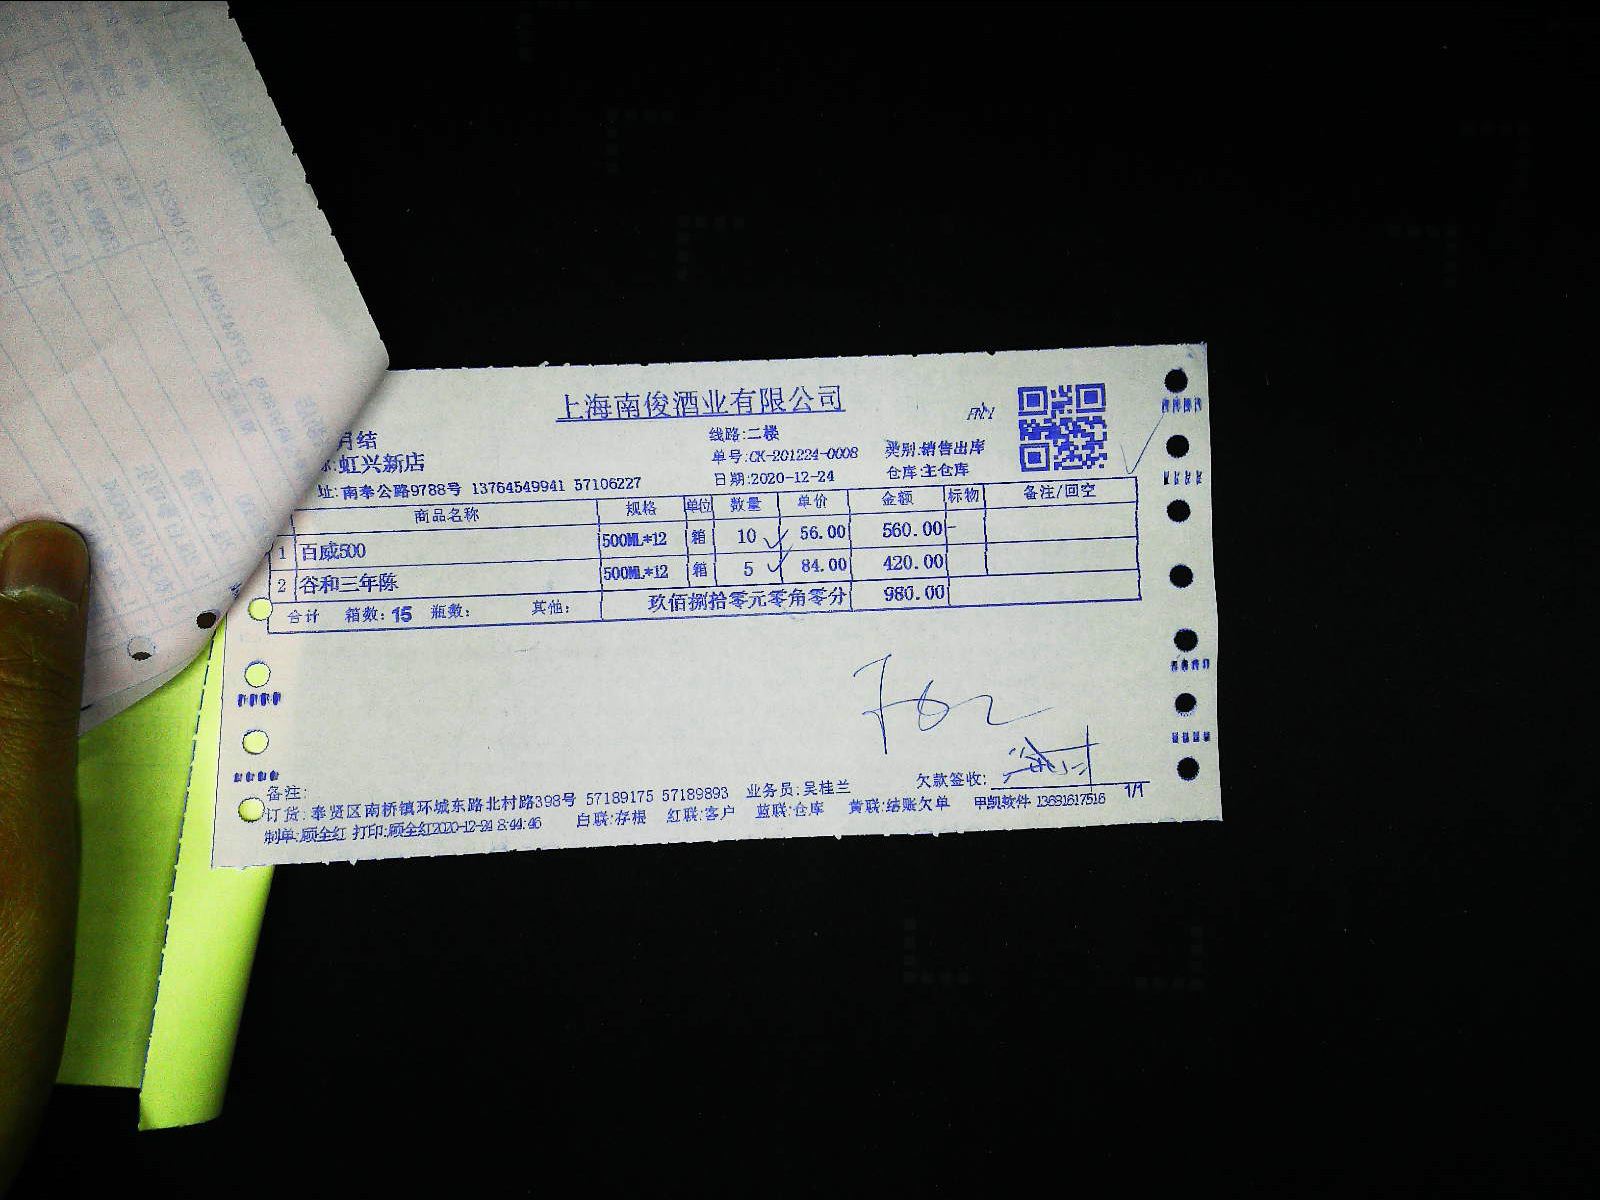 上海南俊酒业有限公司
月结
线路:二楼
虹兴新店
单号:CK-201224-0008 类别:销售出库
址:南奉公路9788号 13764549941 57106227
日期:2020-12-24 仓库:主仓库
商品名称 规格 单位 数量 单价 金额 标物 备注/回空
1 百威500 500ML*12 箱 10 56.00 560.00 -
2 谷和三年陈 500ML*12 箱 5 84.00 420.00
合计 箱数: 15 瓶数: 其他: 玖佰捌拾零元零角零分 980.00
备注:
欠款签收:
订货: 奉贤区南桥镇环城东路北村路398号 57189175 57189893 业务员:吴桂兰
制单:顾全红 打印:顾全红2020-12-24 8:44:46 白联:存根 红联:客户 蓝联:仓库 黄联:结账欠单 甲凯软件 13681617516 1/1